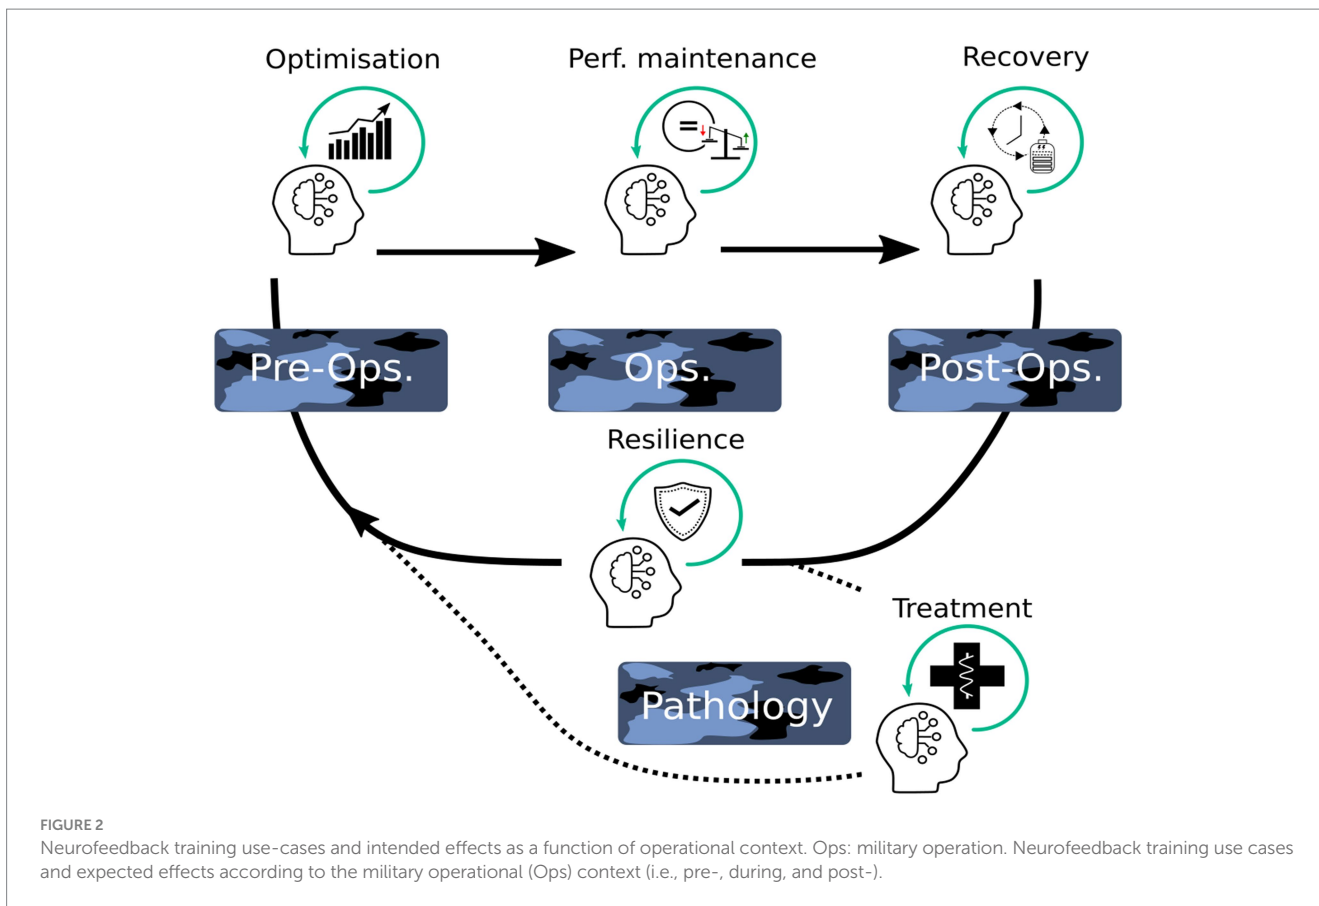 Optimisation
Perf. maintenance
Recovery
=
Pre-Ops.
Ops.
Post-Ops.
Resilience
Treatment
Pathology
FIGURE 2
Neurofeedback training use-cases and intended effects as a function of operational context. Ops: military operation. Neurofeedback training use cases
and expected effects according to the military operational (Ops) context (i.e., pre-, during, and post-).